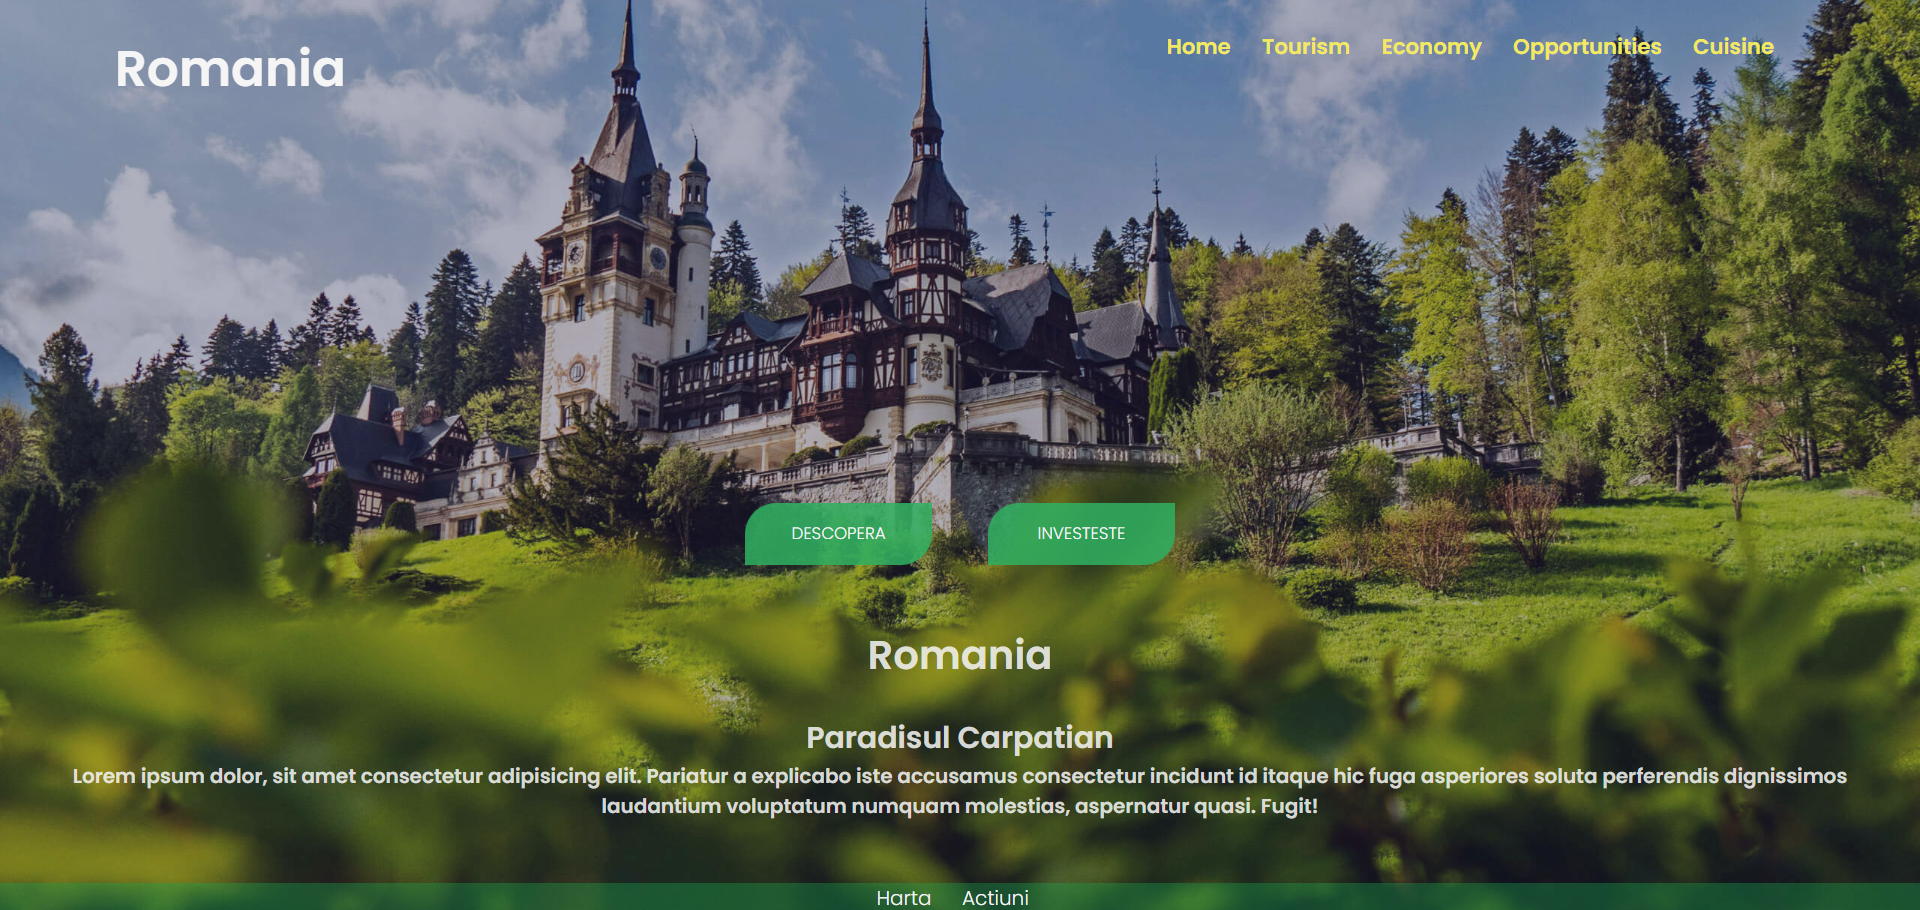 Romania
Home Tourism Economy Opportunities Cuisine
DESCOPERA
INVESTESTE
Romania
Paradisul Carpatian
Lorem ipsum dolor, sit amet consectetur adipisicing elit. Pariatur a explicabo iste accusamus consectetur incidunt id itaque hic fuga asperiores soluta perferendis dignissimos
laudantium voluptatum numquam molestias, aspernatur quasi. Fugit!
Harta Actiuni